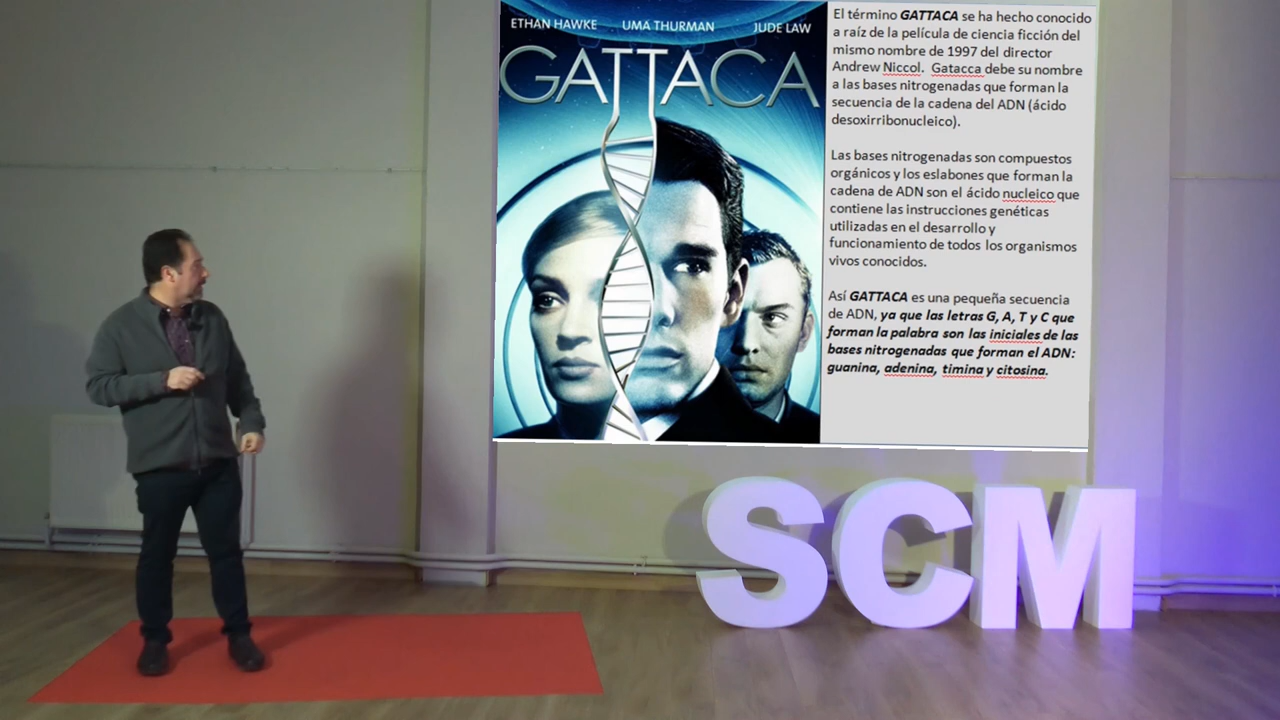 ETHAN HAWKE UMA THURMAN JUDE LAW
GATTACA
El término GATTACA se ha hecho conocido
a raíz de la película de ciencia ficción del
mismo nombre de 1997 del director
Andrew Niccol. Gatacca debe su nombre
a las bases nitrogenadas que forman la
secuencia de la cadena del ADN (ácido
desoxirribonucleico).
Las bases nitrogenadas son compuestos
orgánicos y los eslabones que forman la
cadena de ADN son el ácido nucleico que
contiene las instrucciones genéticas
utilizadas en el desarrollo y
funcionamiento de todos los organismos
vivos conocidos.
Así GATTACA es una pequeña secuencia
de ADN, ya que las letras G, A, T y C que
forman la palabra son las iniciales de las
bases nitrogenadas que forman el ADN:
guanina, adenina, timina y citosina.
SCM